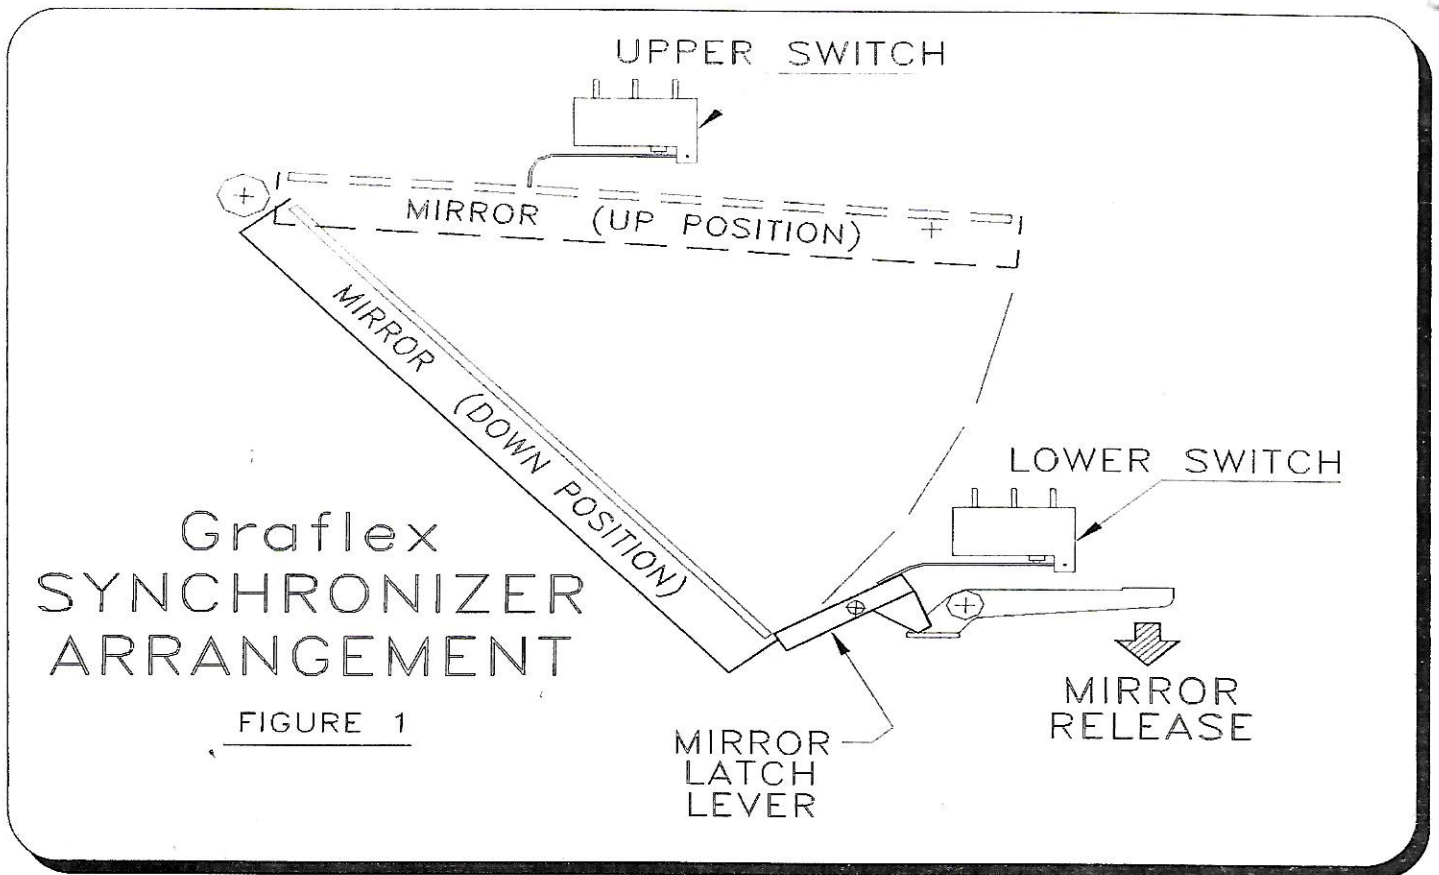 UPPER SWITCH
MIRROR (UP POSITION)
MIRROR (DOWN POSITION)
LOWER SWITCH
Graflex
SYNCHRONIZER
ARRANGEMENT
FIGURE 1
MIRROR
RELEASE
MIRROR
LATCH
LEVER